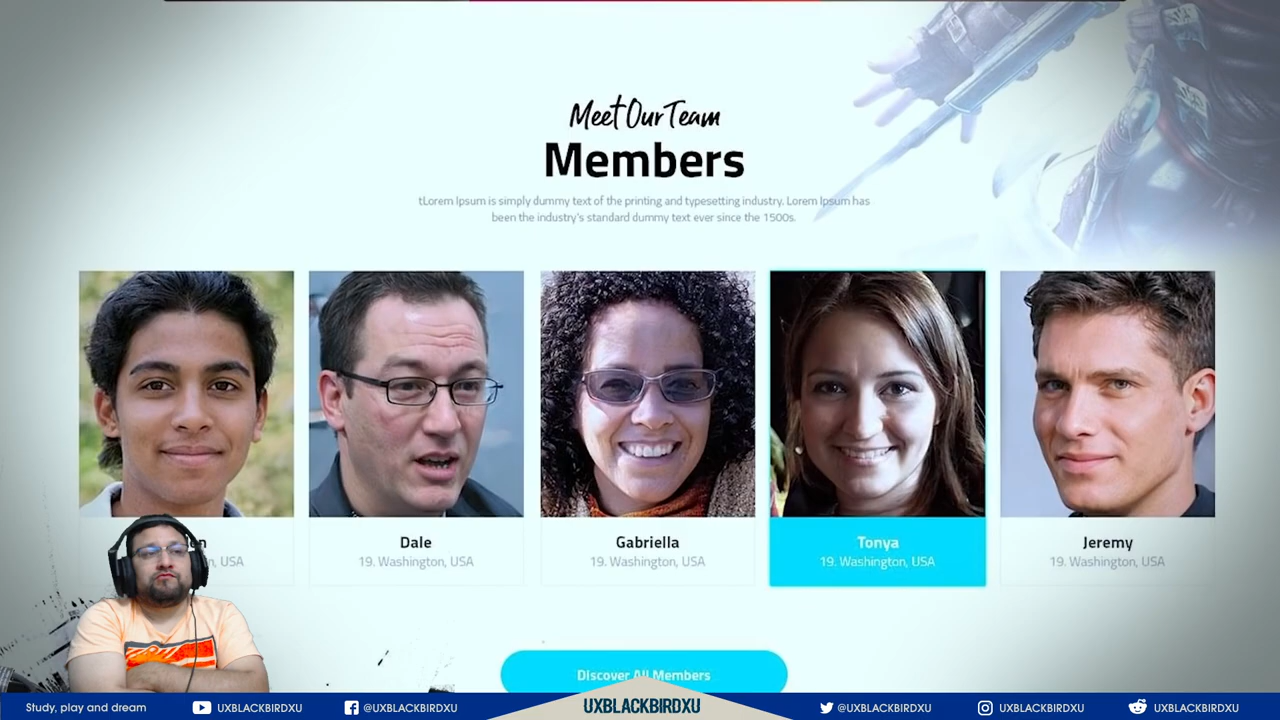 Meet Our Team
Members
tLorem Ipsum is simply dummy text of the printing and typesetting industry. Lorem Ipsum has
been the industry's standard dummy text ever since the 1500s.
Dale
19. Washington, USA
Gabriella
19. Washington, USA
Tonya
19. Washington, USA
Jeremy
19. Washington, USA
USA
Discover All Members
Study, play and dream
UXBLACKBIRDXU
@UXBLACKBIRDXU
UXBLACKBIRDXU
@UXBLACKBIRDXU
UXBLACKBIRDXU
UXBLACKBIRDXU